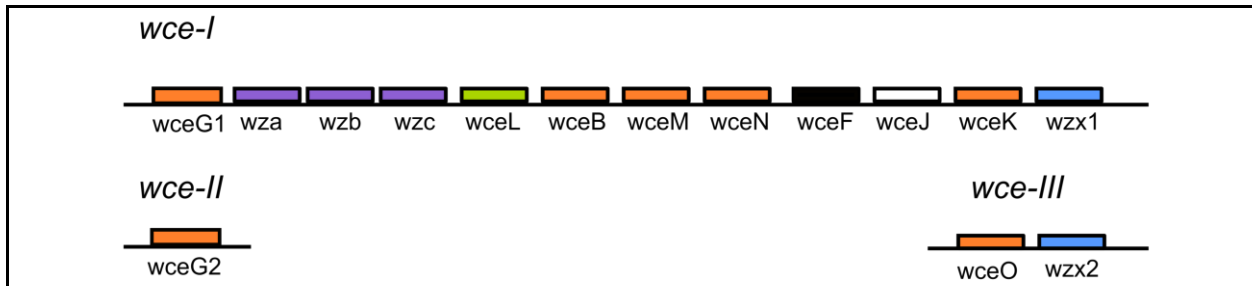 wce-I
wceG1 wza wzb wzc wceL wceB wceM wceN wceF wceJ wceK wzx1
wce-II wce-III
wceG2 wceO wzx2